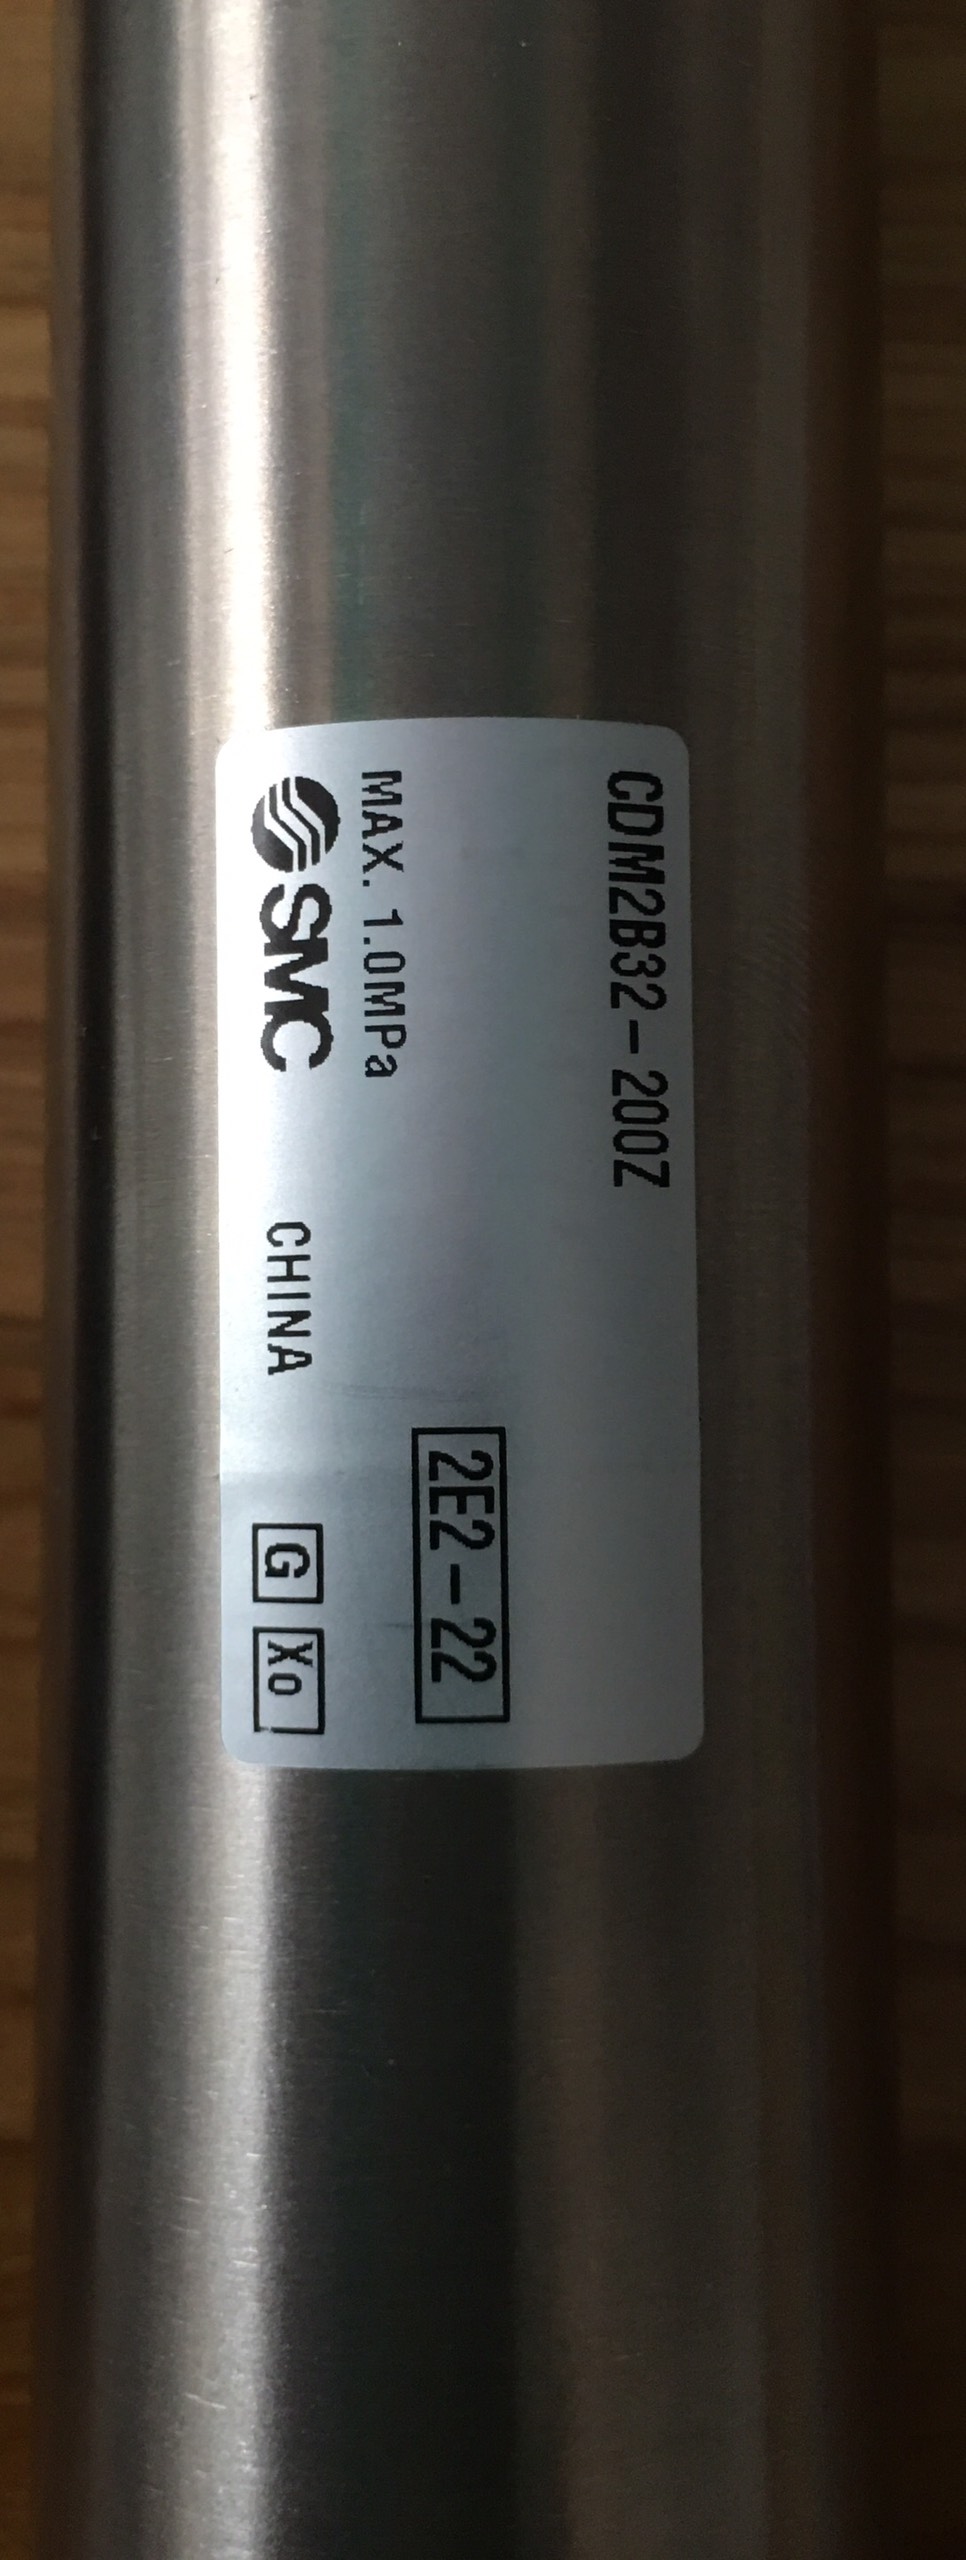 CDM2B32-200Z
2E2-22
MAX. 1.0MPa
SMC CHINA G Xo